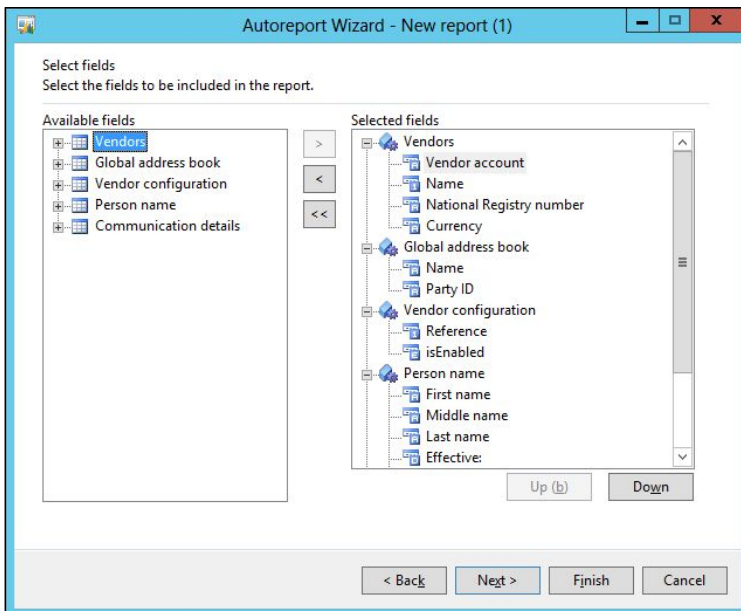 Autoreport Wizard - New report (1)
Select fields
Select the fields to be included in the report.
Available fields
Vendors
Global address book
Vendor configuration
Person name
Communication details
>
<
<<
Selected fields
Vendors
Vendor account
Name
National Registry number
Currency
Global address book
Name
Party ID
Vendor configuration
Reference
isEnabled
Person name
First name
Middle name
Last name
Effective:
Up (b)
Down
< Back
Next >
Finish
Cancel